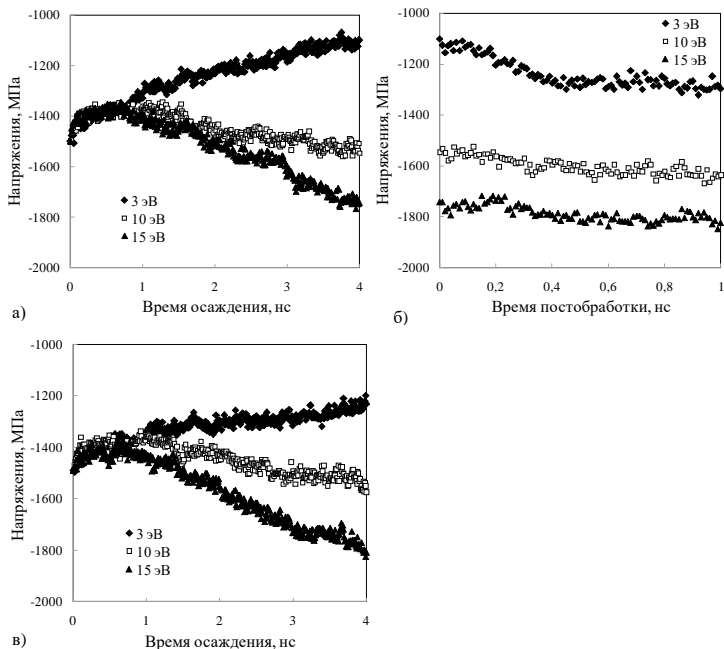 -1000
-1200
-1400
-1600
-1800
-2000
Напряжения, МПа
3 эВ
10 эВ
15 эВ
0
1
2
3
4
Время осаждения, нс
а)
-1000
-1200
-1400
-1600
-1800
-2000
Напряжения, МПа
3 эВ
10 эВ
15 эВ
0
0,2
0,4
0,6
0,8
1
Время постобработки, нс
б)
-1000
-1200
-1400
-1600
-1800
-2000
Напряжения, МПа
3 эВ
10 эВ
15 эВ
0
1
2
3
4
Время осаждения, нс
в)